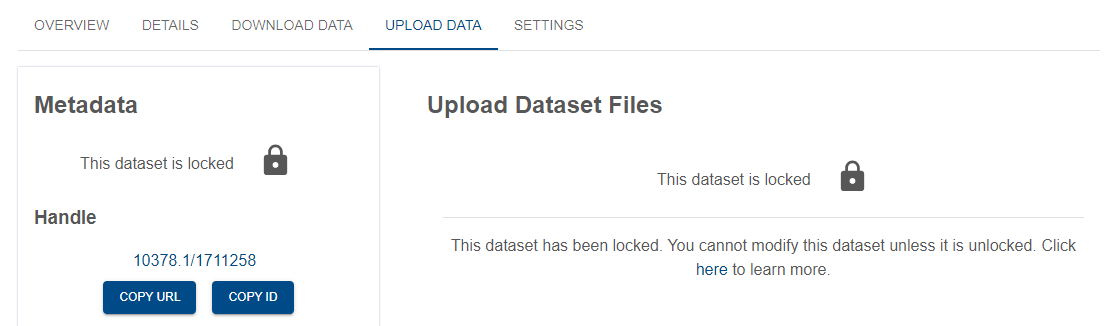 OVERVIEW DETAILS DOWNLOAD DATA UPLOAD DATA SETTINGS
Metadata
This dataset is locked
Handle
10378.1/1711258
COPY URL COPY ID
Upload Dataset Files
This dataset is locked
This dataset has been locked. You cannot modify this dataset unless it is unlocked. Click
here to learn more.